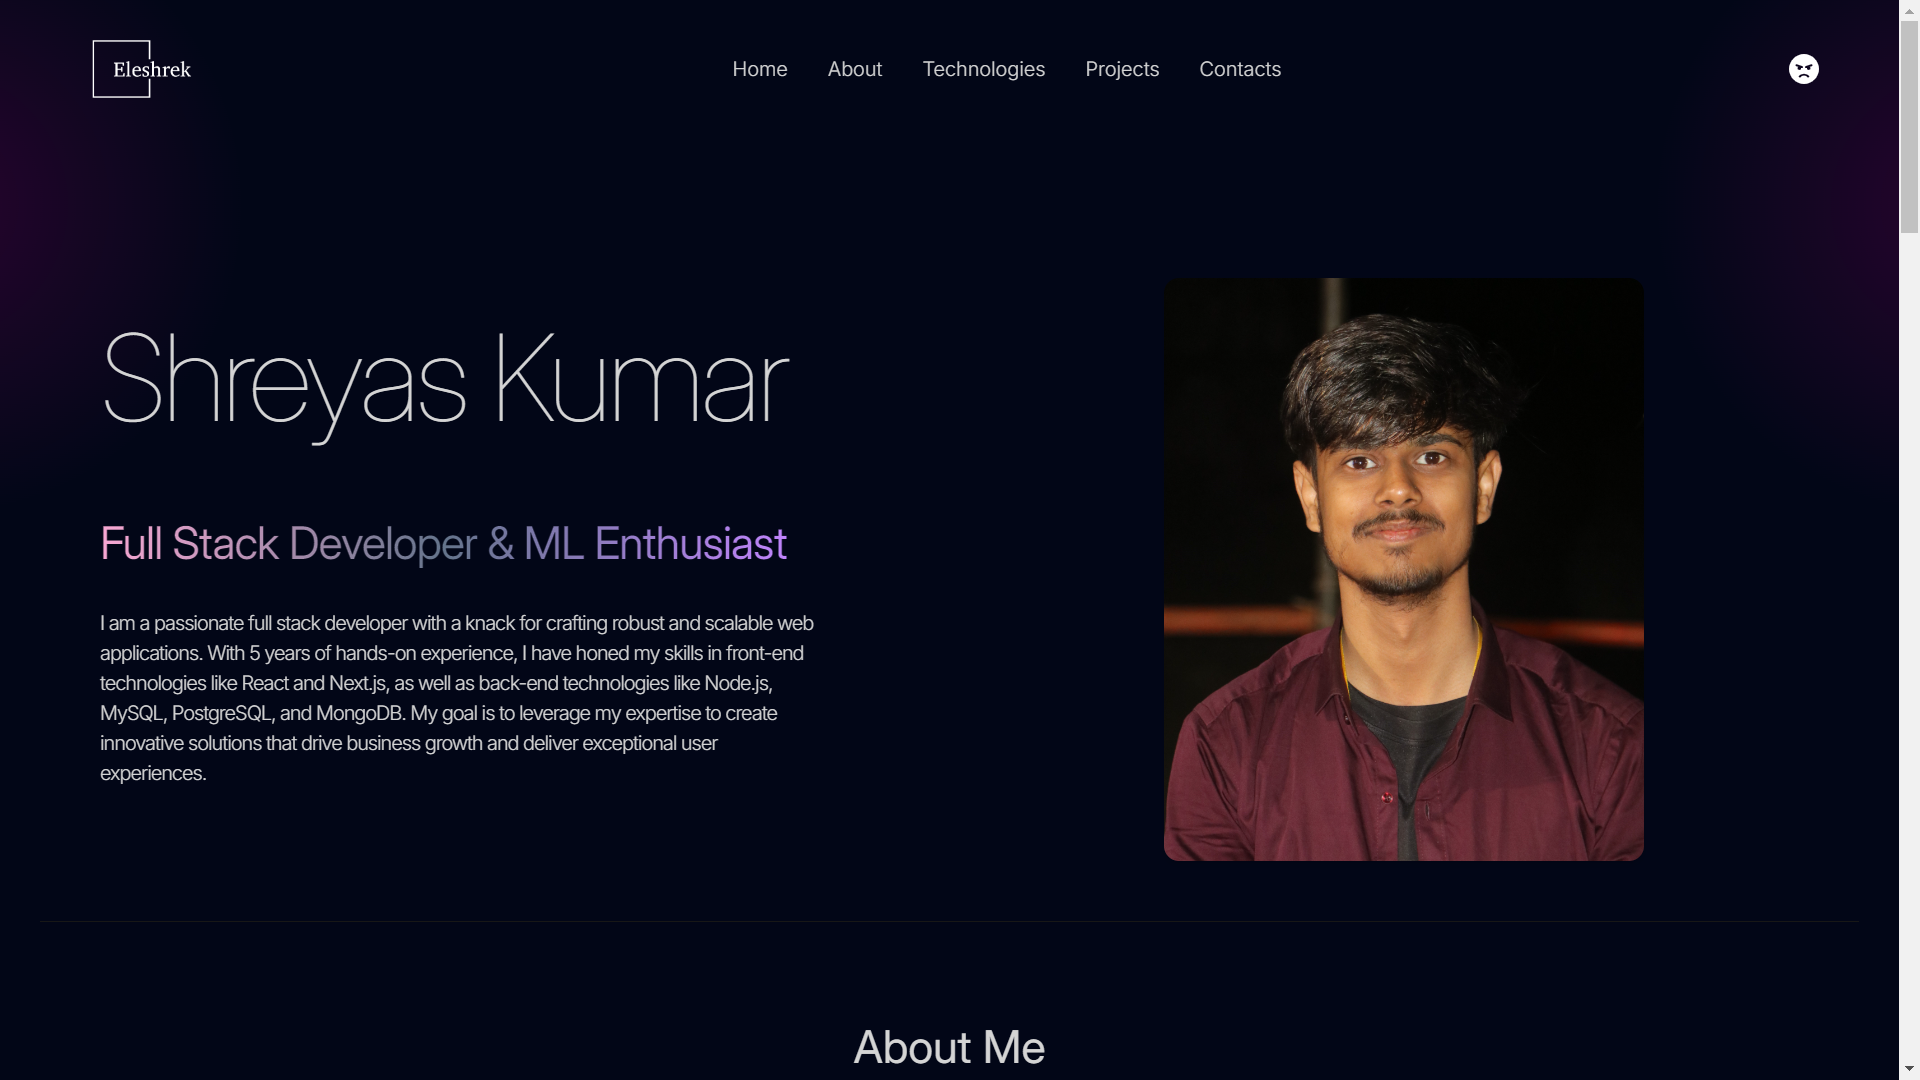 Eleshrek
Home About Technologies Projects Contacts
Shreyas Kumar
Full Stack Developer & ML Enthusiast
I am a passionate full stack developer with a knack for crafting robust and scalable web
applications. With 5 years of hands-on experience, I have honed my skills in front-end
technologies like React and Next.js, as well as back-end technologies like Node.js,
MySQL, PostgreSQL, and MongoDB. My goal is to leverage my expertise to create
innovative solutions that drive business growth and deliver exceptional user
experiences.
About Me